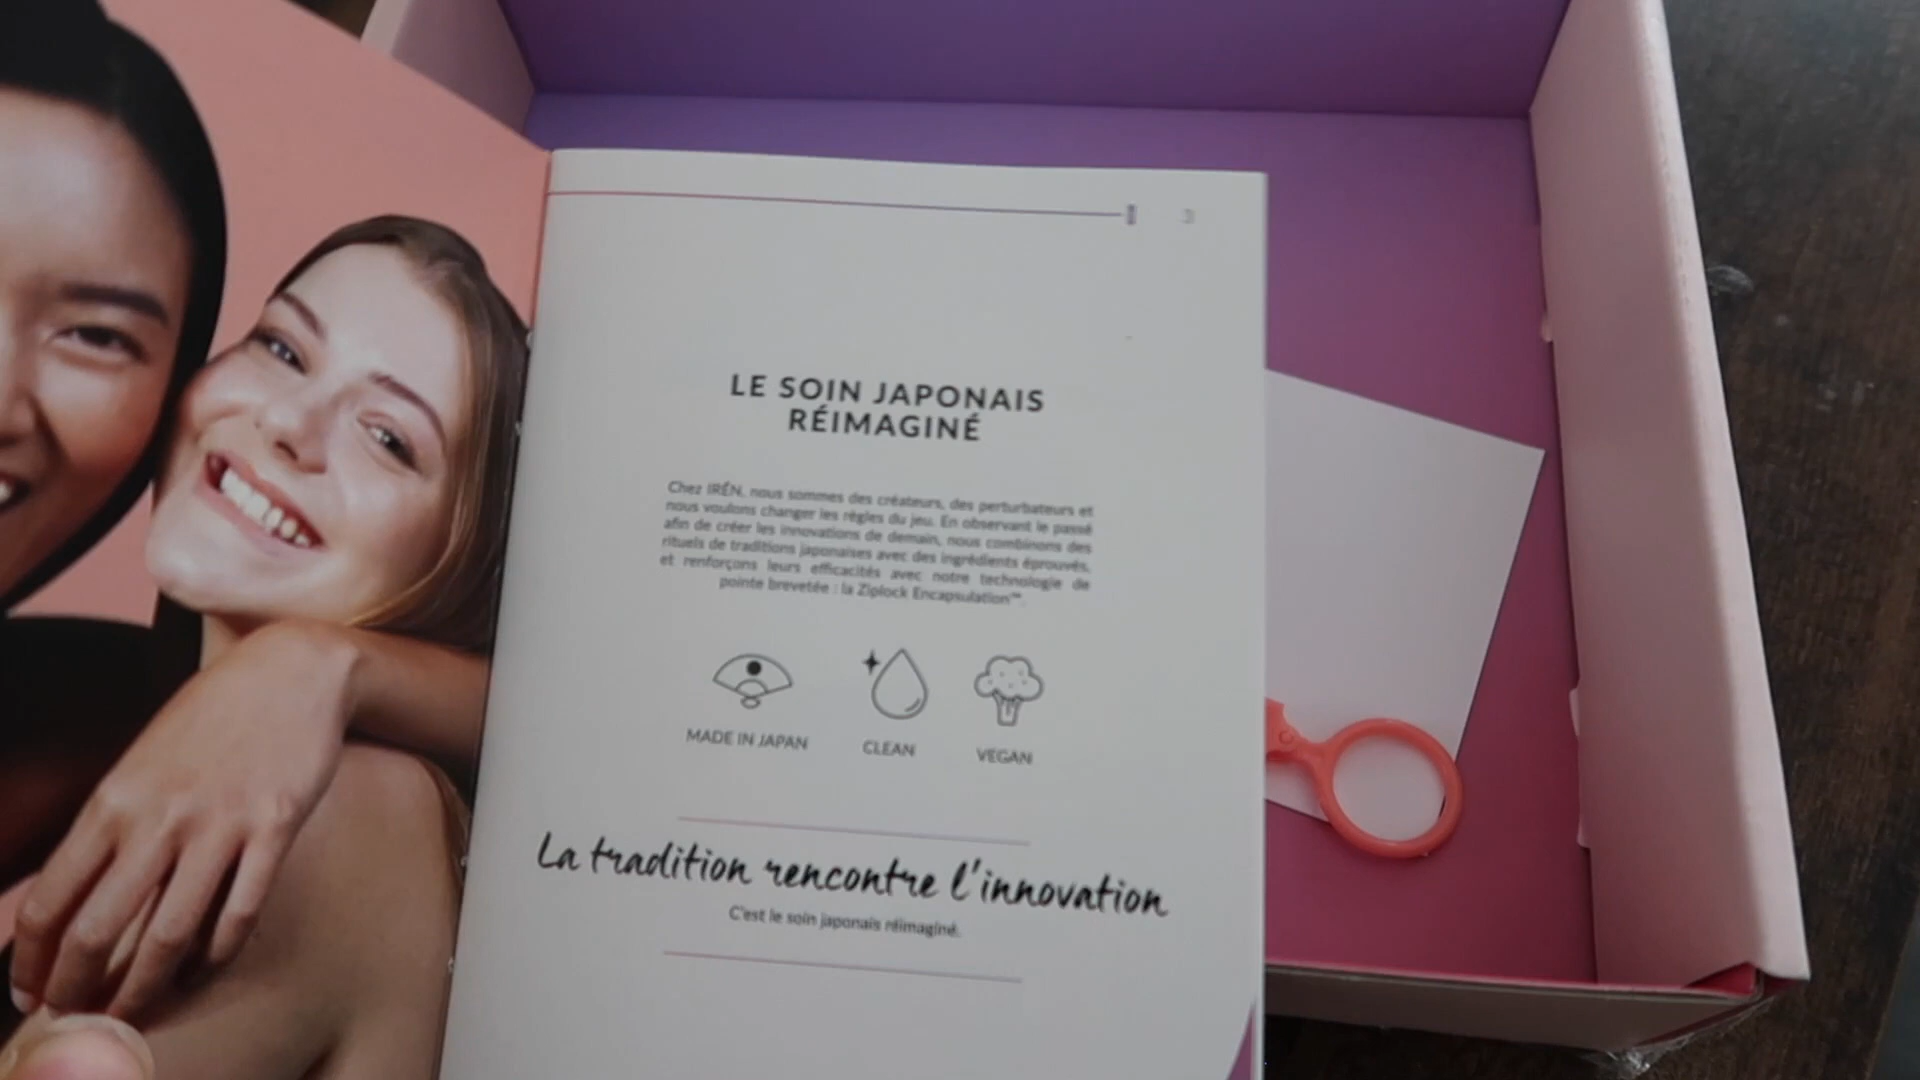 3
LE SOIN JAPONAIS
RÉIMAGINÉ
Chez IRÉN, nous sommes des créateurs, des perturbateurs et
nous voulons changer les règles du jeu. En observant le passé
afin de créer les innovations de demain, nous combinons des
rituels de traditions japonaises avec des ingrédients éprouvés,
et renforçons leurs efficacités avec notre technologie de
pointe brevetée : la Ziplock Encapsulation™.
MADE IN JAPAN
CLEAN
VEGAN
La tradition rencontre l'innovation
C'est le soin japonais réimaginé.